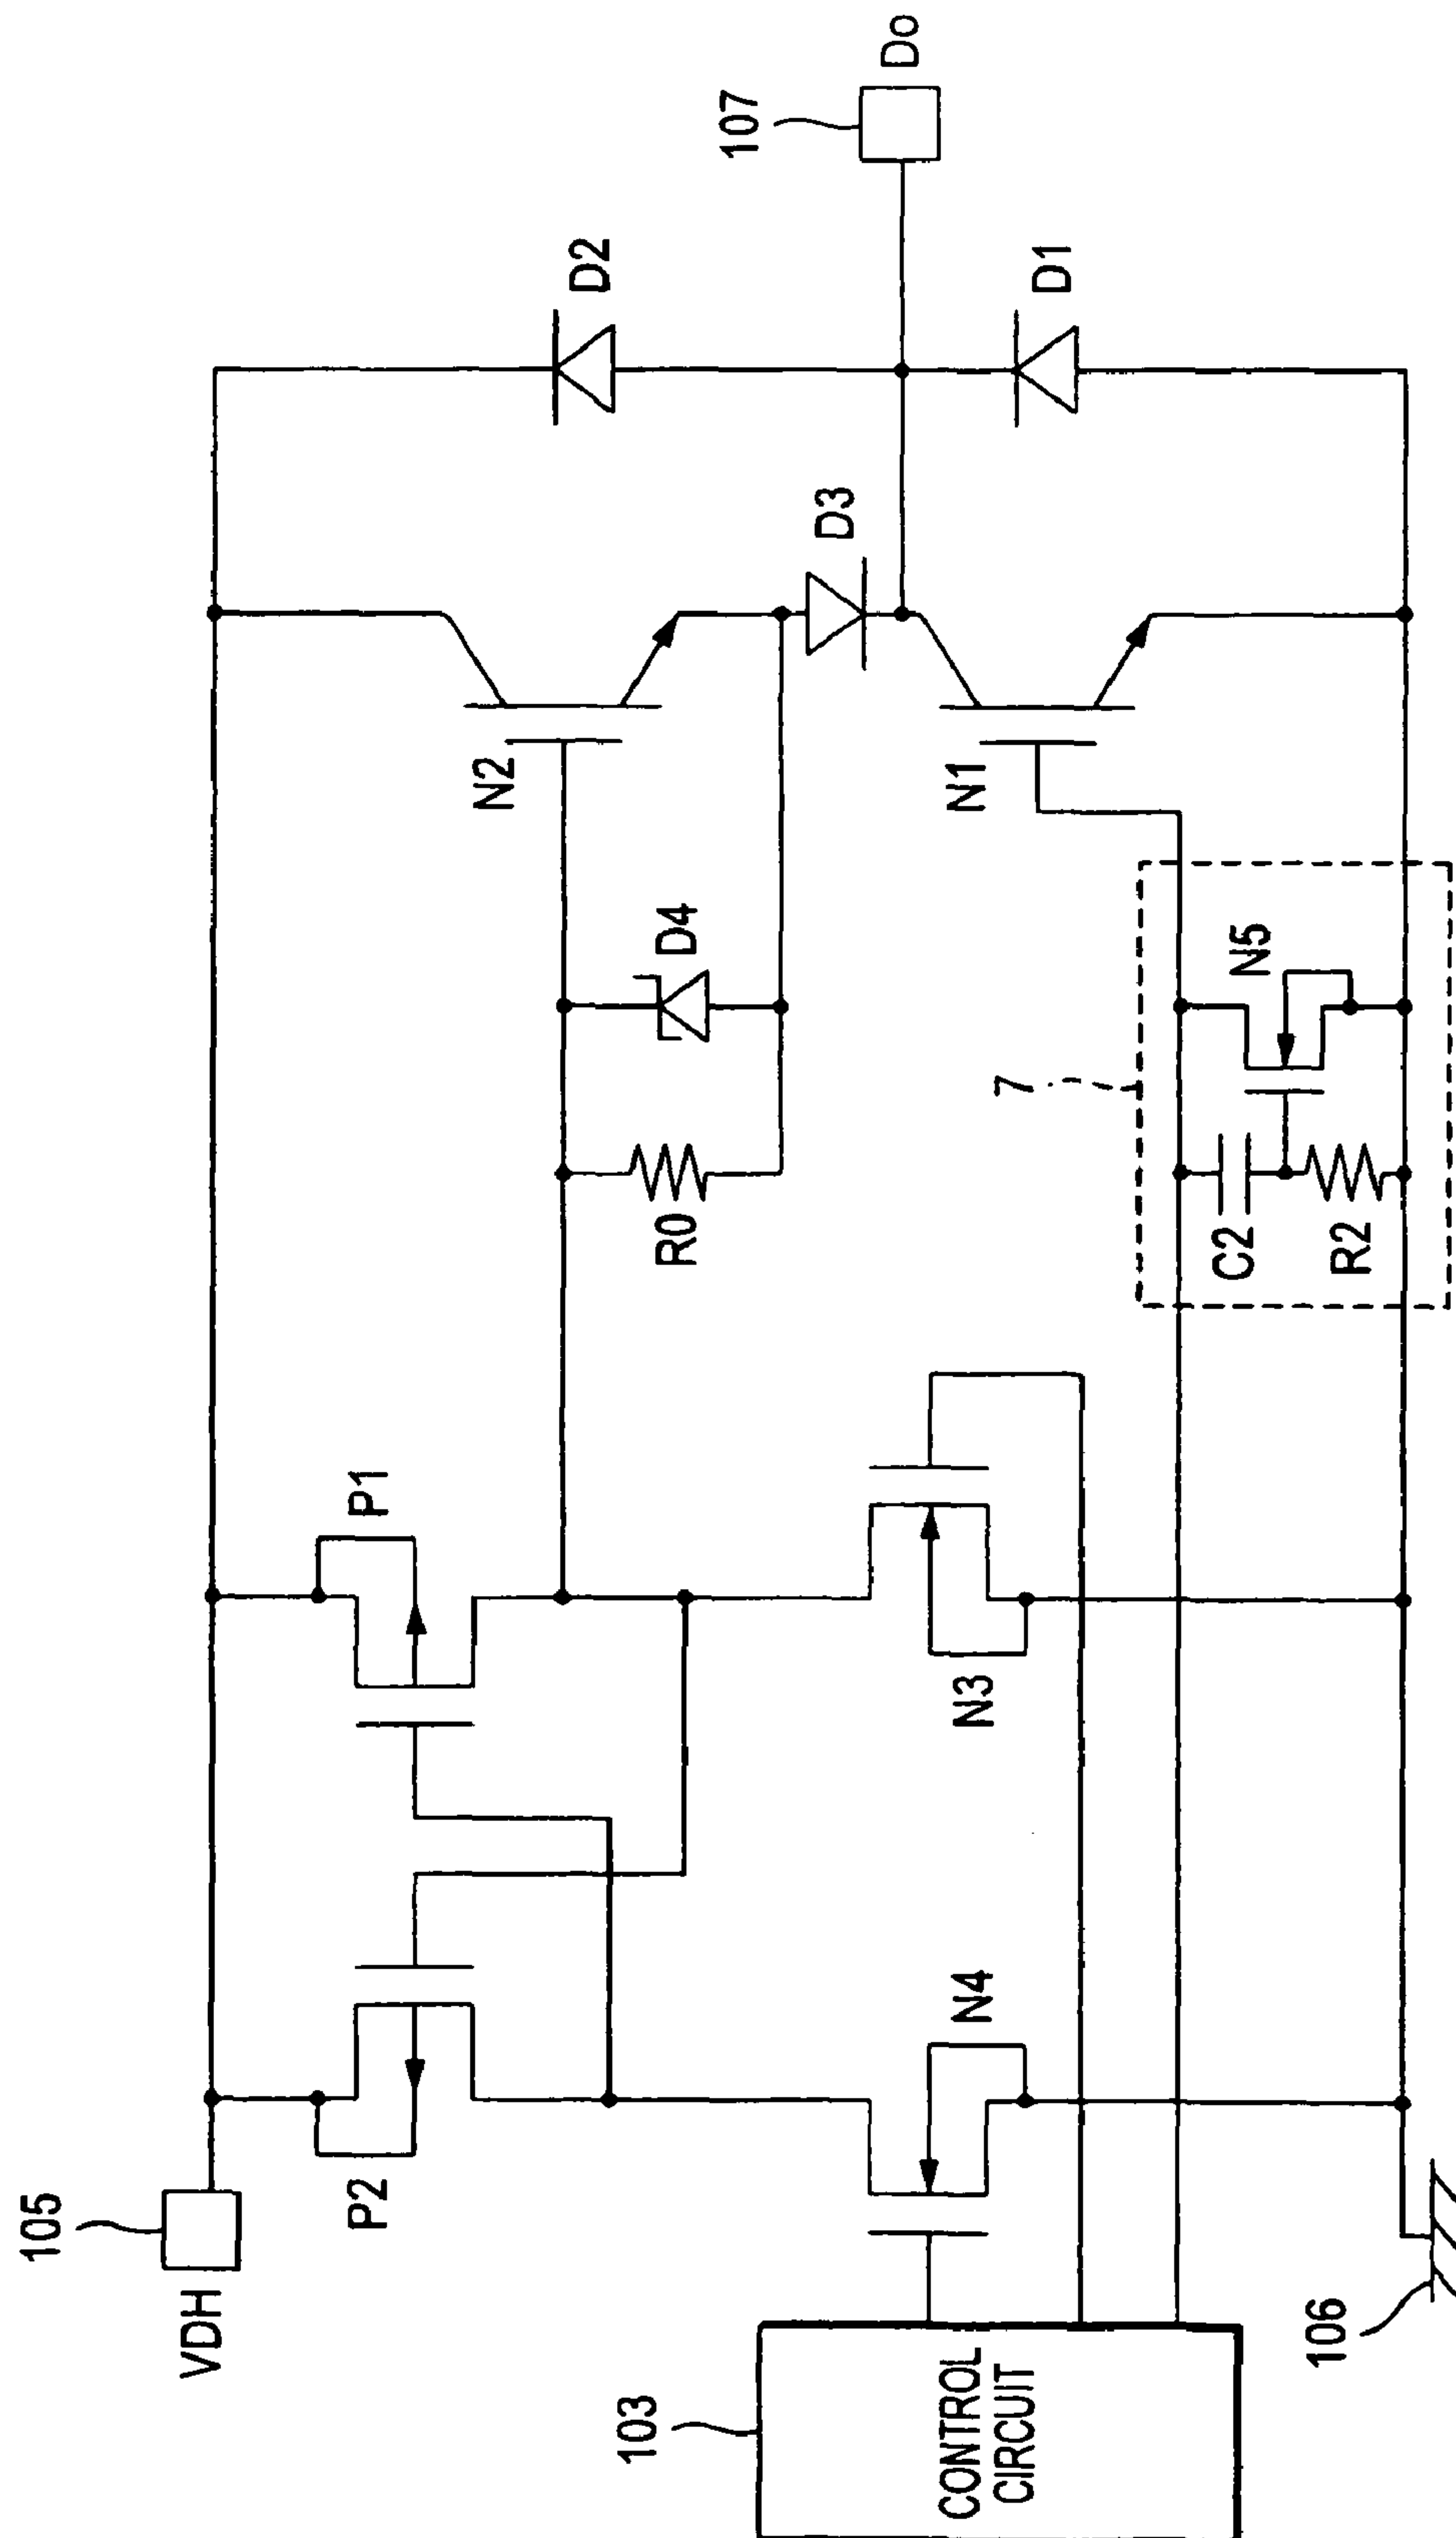 105
VDH
P2
P1
N4
N3
103
CONTROL
CIRCUIT
106
R0
D4
N2
D3
D2
107
Do
D1
N1
7
C2
R2
N5